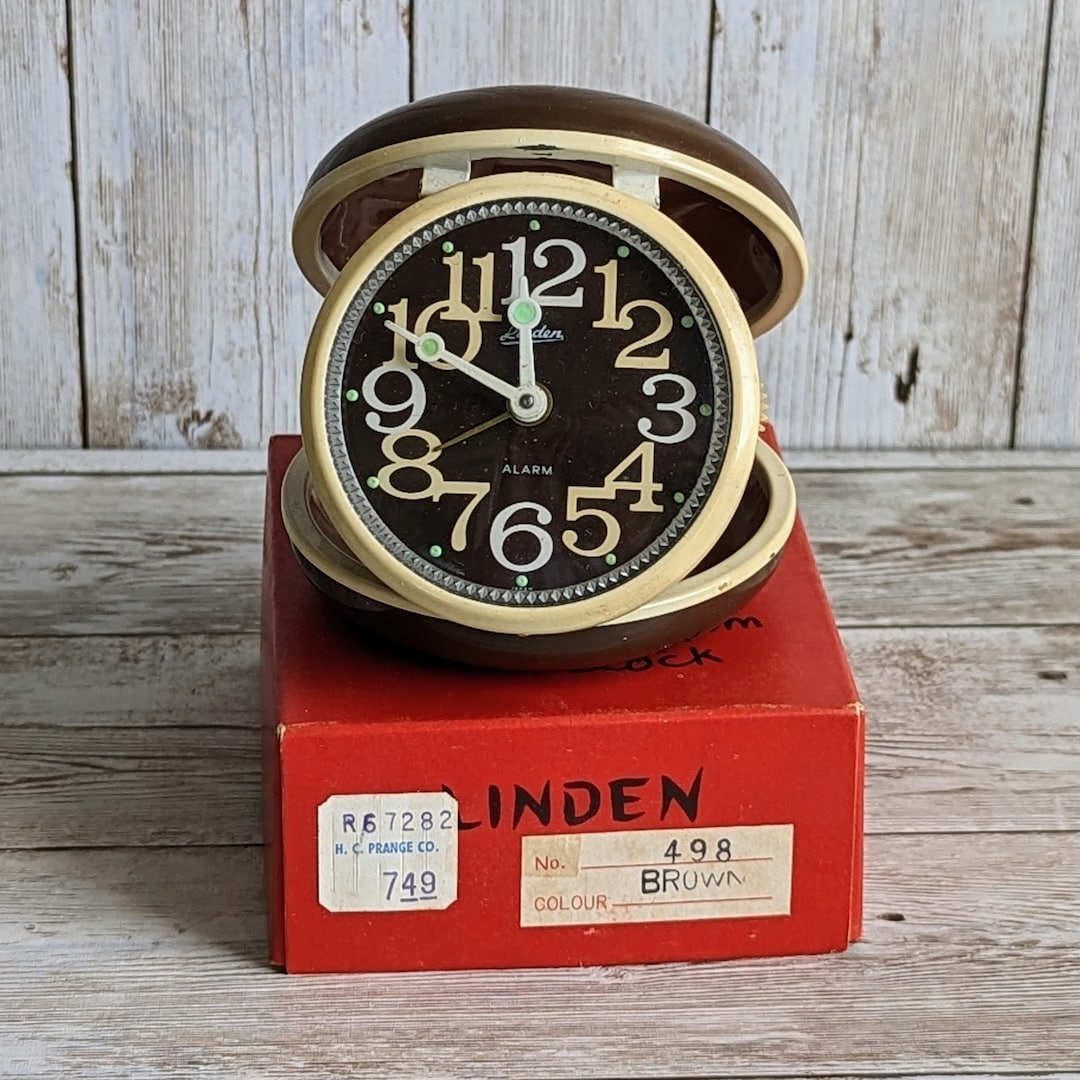 12
1
2
3
4
5
6
7
8
9
10
11
Linden
ALARM
CLOCK
LINDEN
R67282
H. C. PRANGE CO.
749
No. 498
BROWN
COLOUR